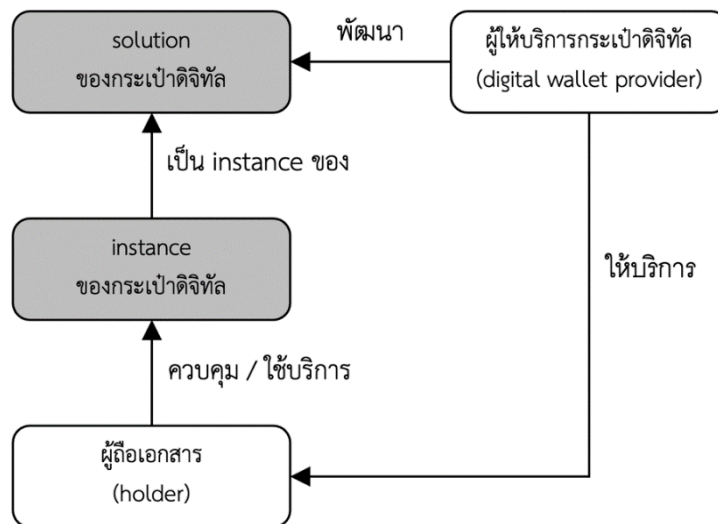 solution
ของกระเป๋าดิจิทัล
พัฒนา
ผู้ให้บริการกระเป๋าดิจิทัล
(digital wallet provider)
เป็น instance ของ
instance
ของกระเป๋าดิจิทัล
ให้บริการ
ควบคุม / ใช้บริการ
ผู้ถือเอกสาร
(holder)